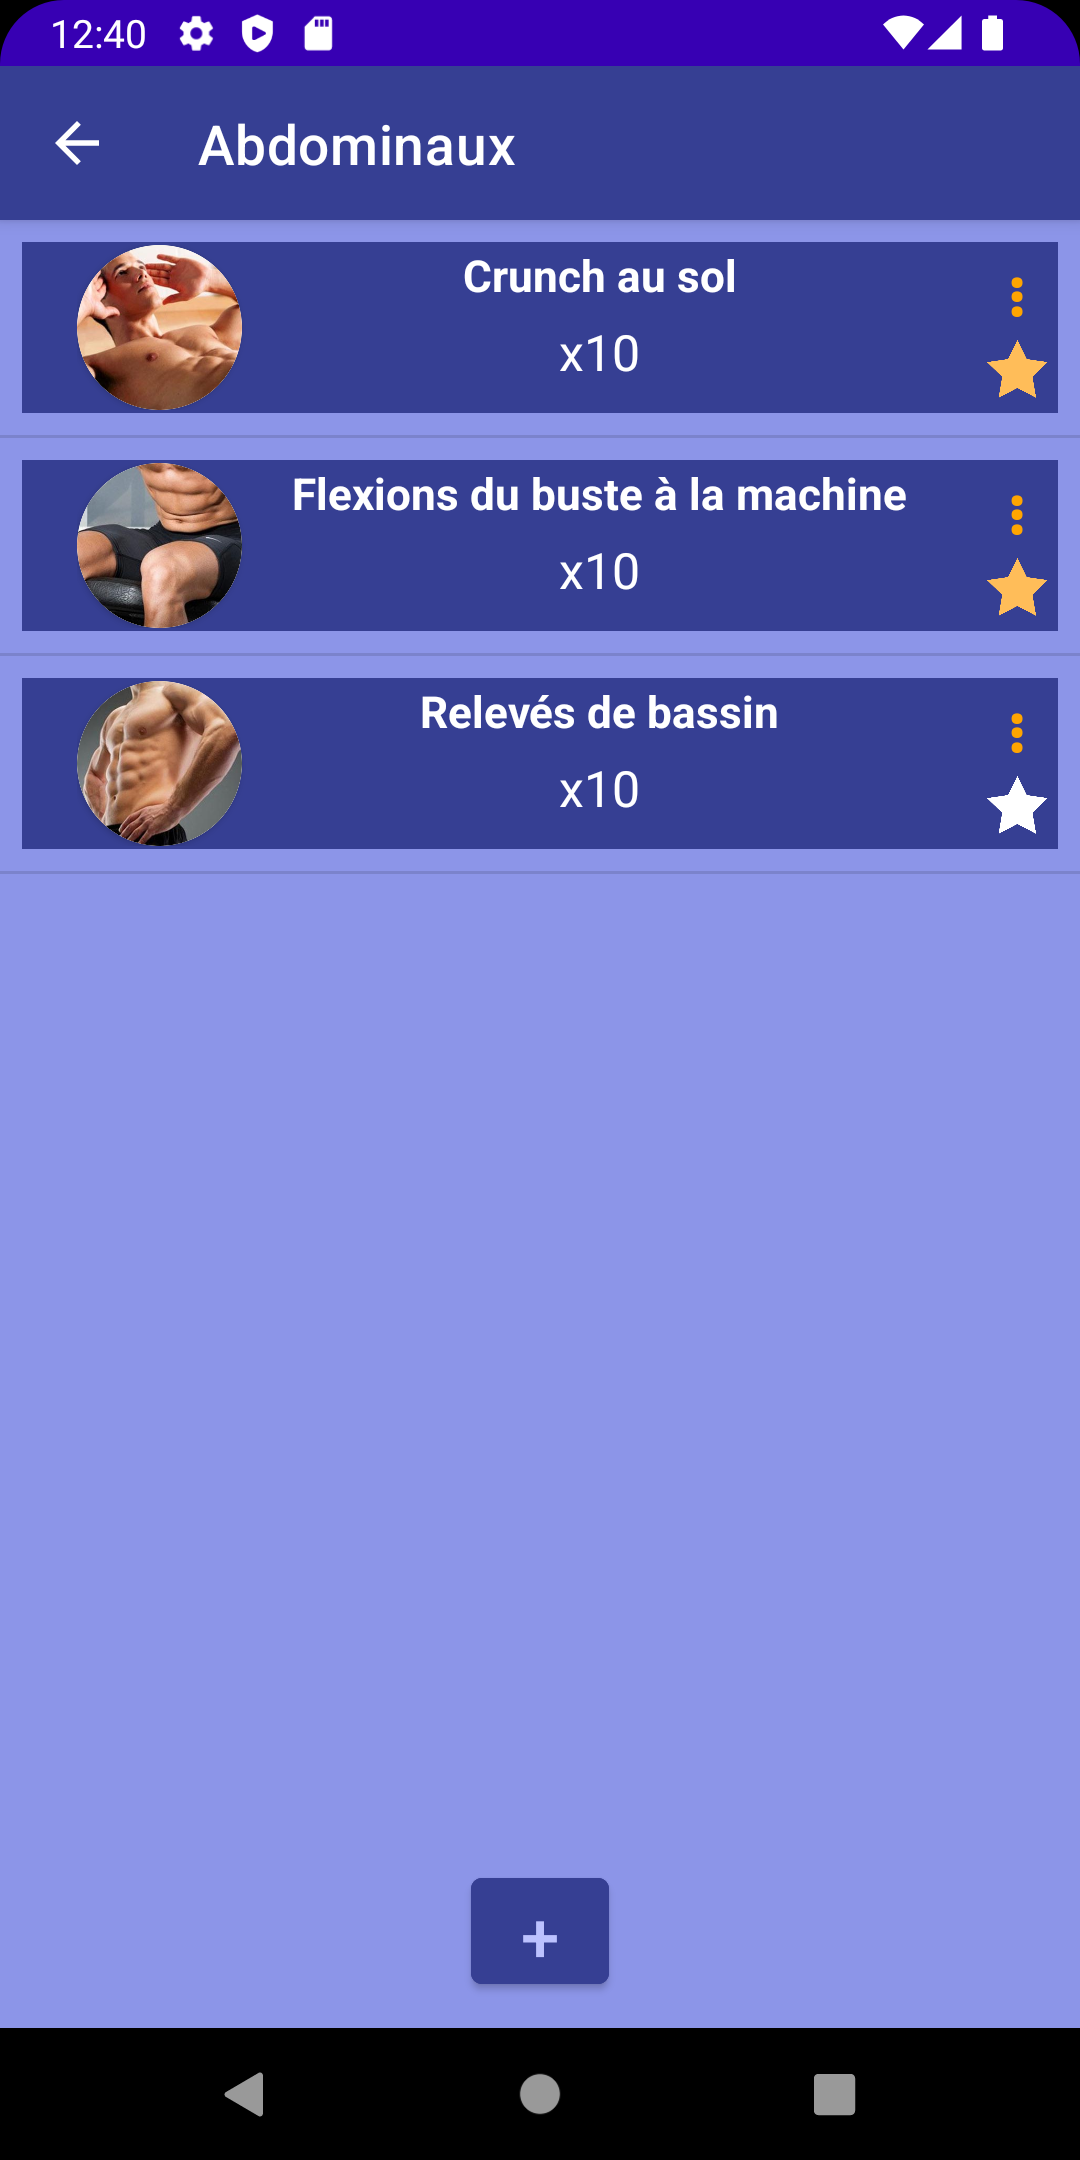 12:40
Abdominaux
Crunch au sol
x10
Flexions du buste à la machine
x10
Relevés de bassin
x10
+